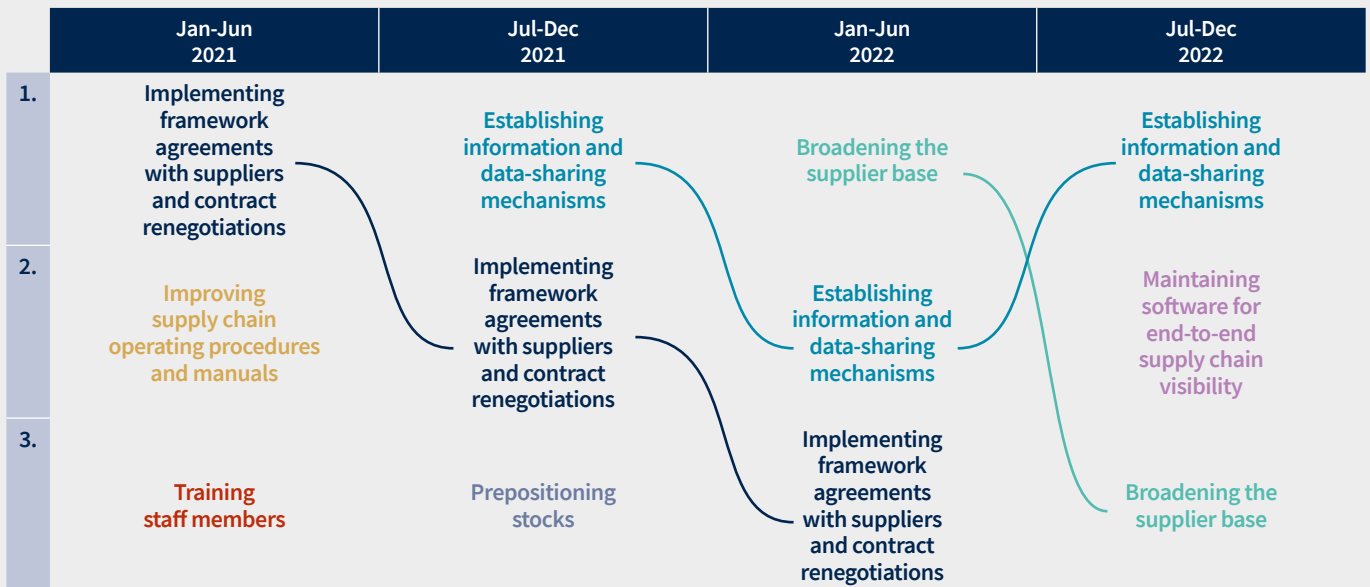 Jan-Jun
2021
Jul-Dec
2021
Jan-Jun
2022
Jul-Dec
2022
1.
Implementing
framework
agreements
with suppliers
and contract
renegotiations
Establishing
information and
data-sharing
mechanisms
Broadening the
supplier base
Establishing
information and
data-sharing
mechanisms
2.
Improving
supply chain
operating procedures
and manuals
Implementing
framework
agreements
with suppliers
and contract
renegotiations
Establishing
information and
data-sharing
mechanisms
Maintaining
software for
end-to-end
supply chain
visibility
3.
Training
staff members
Prepositioning
stocks
Implementing
framework
agreements
with suppliers
and contract
renegotiations
Broadening the
supplier base